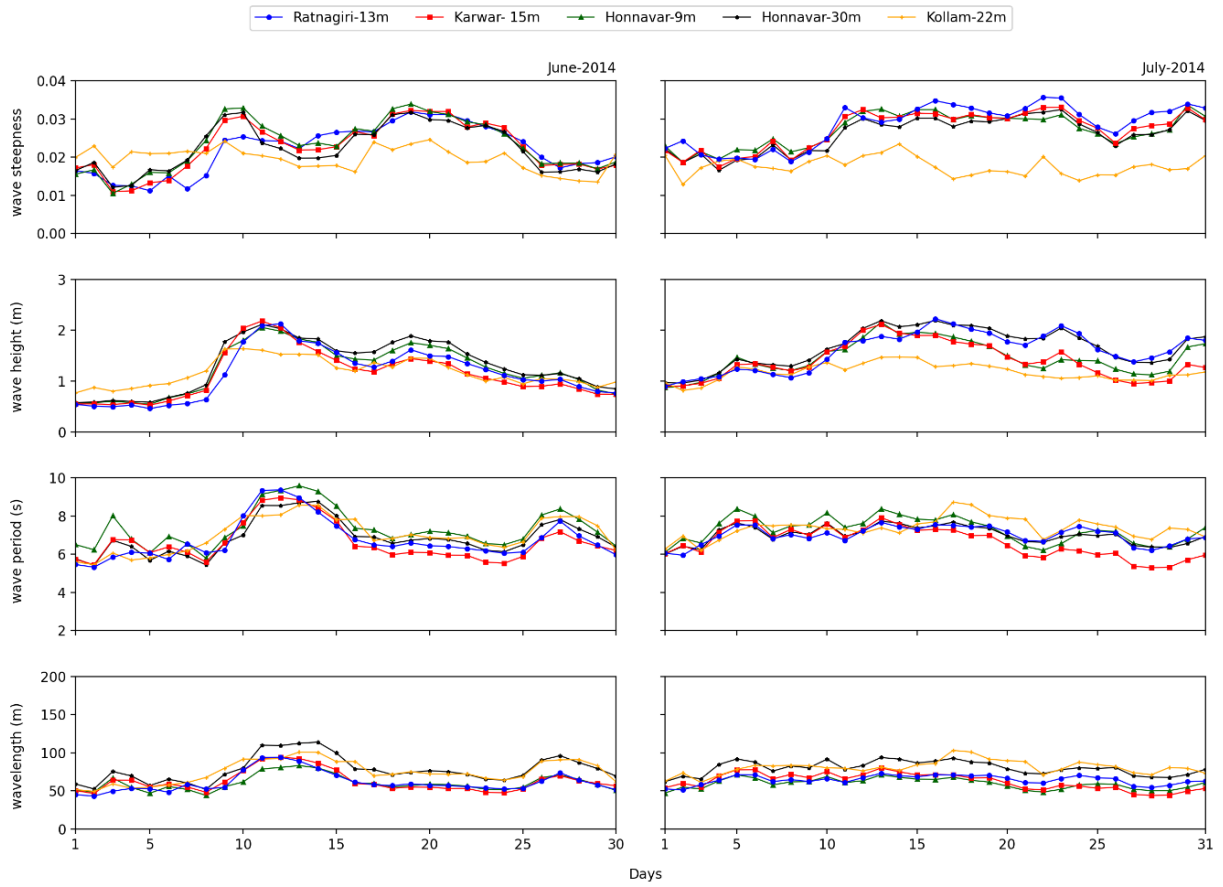 Ratnagiri-13m Karwar- 15m Honnavar-9m Honnavar-30m Kollam-22m
June-2014 July-2014
wave steepness
0.04
0.03
0.02
0.01
0.00
wave height (m)
3
2
1
0
wave period (s)
10
8
6
4
2
wavelength (m)
200
150
100
50
0
1 5 10 15 20 25 30 1 5 10 15 20 25 31
Days